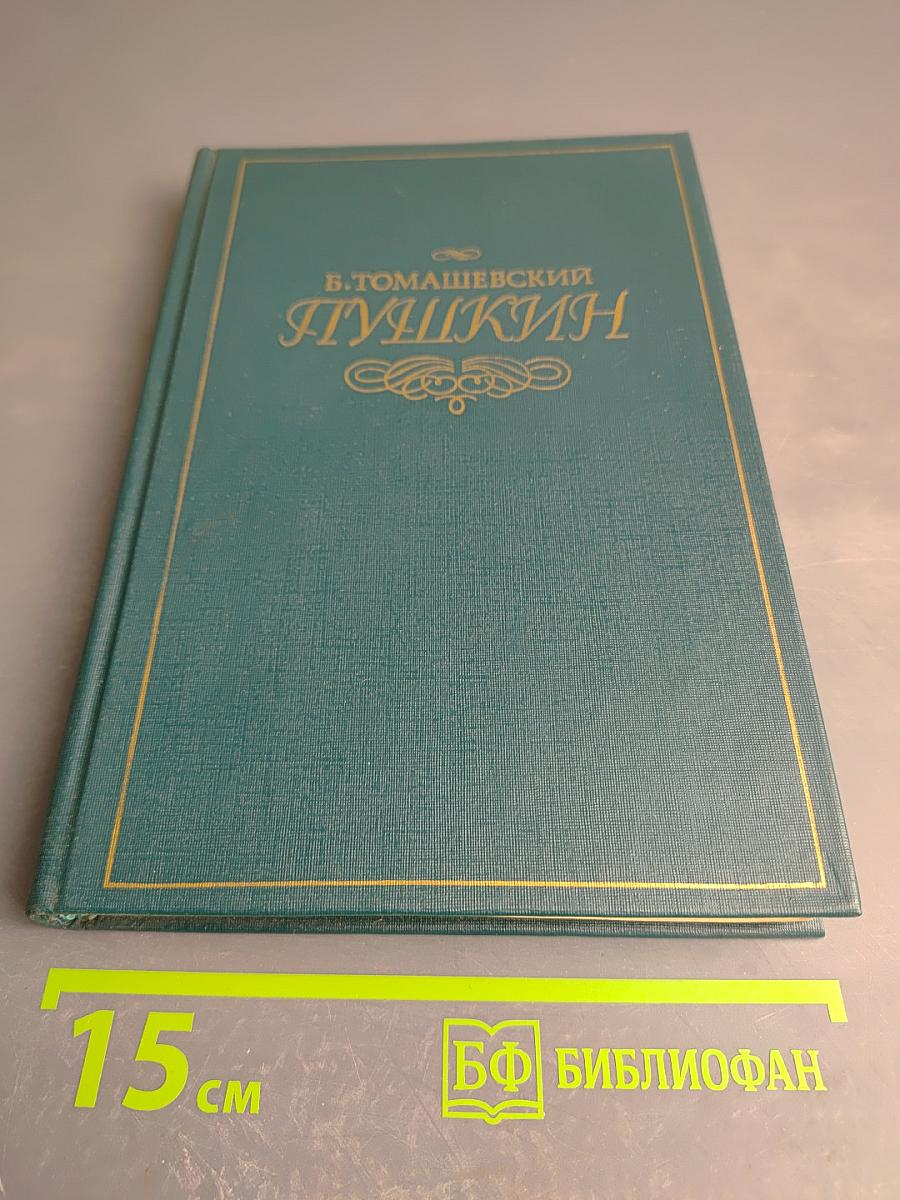 Б.ТОМАШЕВСКИЙ
ПУШКИН
15 см
БФ БИБЛИОФАН